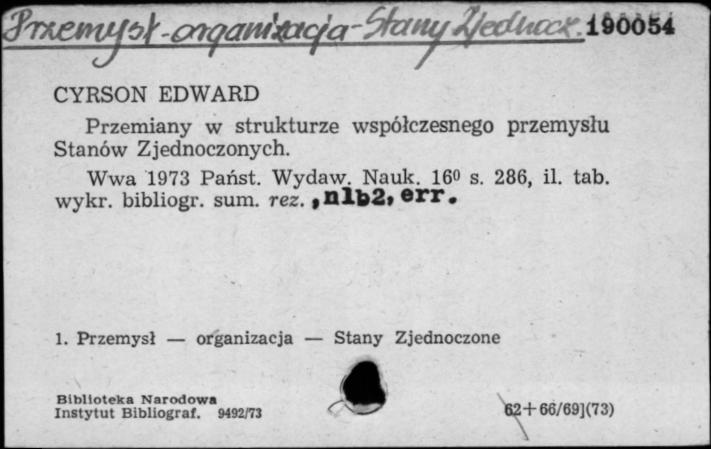 Przemysł-organizacja-Stany Zjednocz. 190054
CYRSON EDWARD
Przemiany w strukturze współczesnego przemysłu
Stanów Zjednoczonych.
Wwa 1973 Państ. Wydaw. Nauk. 16⁰ s. 286, il. tab.
wykr. bibliogr. sum. rez. , nlb2, err.
1. Przemysł — organizacja — Stany Zjednoczone
Biblioteka Narodowa
Instytut Bibliograf. 9492/73
62+66/69](73)